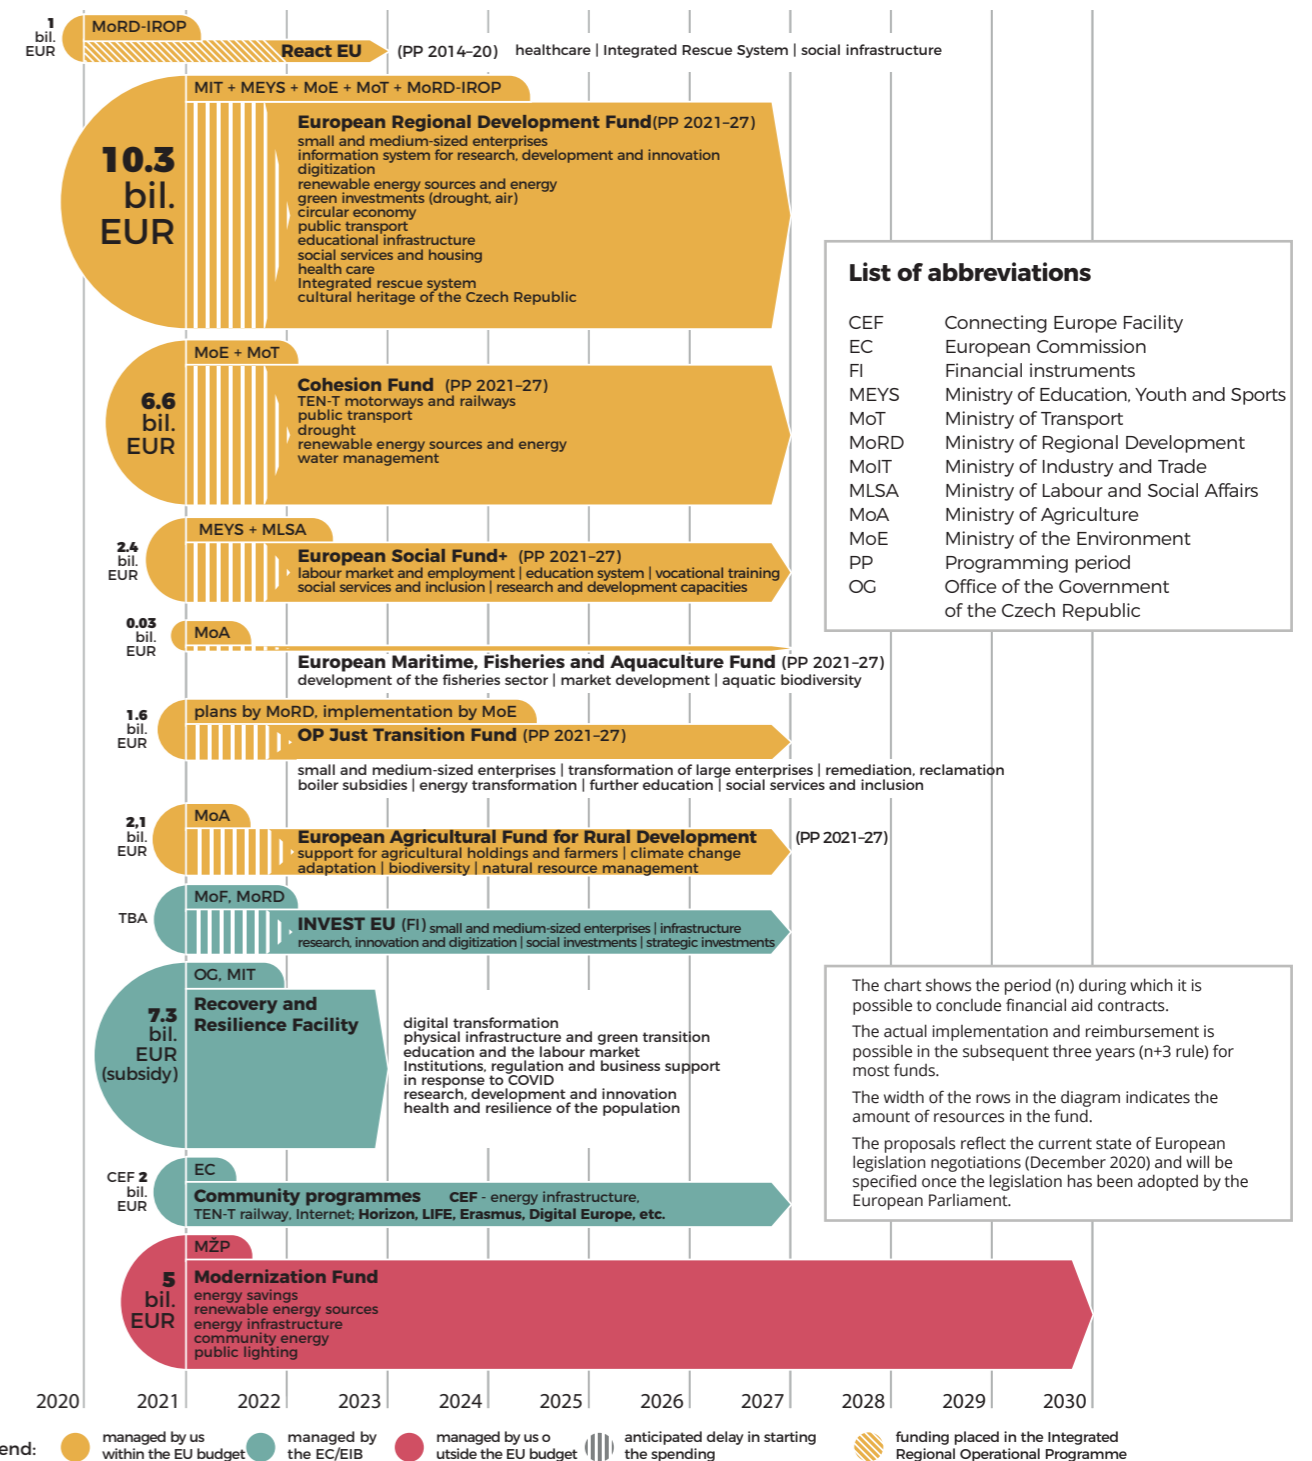 1
bil.
EUR
MoRD-IROP
React EU (PP 2014–20) healthcare | Integrated Rescue System | social infrastructure
MIT + MEYS + MoE + MoT + MoRD-IROP
10.3
bil.
EUR
European Regional Development Fund(PP 2021–27)
small and medium-sized enterprises
information system for research, development and innovation
digitization
renewable energy sources and energy
green investments (drought, air)
circular economy
public transport
educational infrastructure
social services and housing
health care
Integrated rescue system
cultural heritage of the Czech Republic
MoE + MoT
6.6
bil.
EUR
Cohesion Fund (PP 2021–27)
TEN-T motorways and railways
public transport
drought
renewable energy sources and energy
water management
MEYS + MLSA
2.4
bil.
EUR
European Social Fund+ (PP 2021–27)
labour market and employment | education system | vocational training
social services and inclusion | research and development capacities
0.03
bil.
EUR
MoA
European Maritime, Fisheries and Aquaculture Fund (PP 2021–27)
development of the fisheries sector | market development | aquatic biodiversity
1.6
bil.
EUR
plans by MoRD, implementation by MoE
OP Just Transition Fund (PP 2021–27)
small and medium-sized enterprises | transformation of large enterprises | remediation, reclamation
boiler subsidies | energy transformation | further education | social services and inclusion
2,1
bil.
EUR
MoA
European Agricultural Fund for Rural Development (PP 2021–27)
support for agricultural holdings and farmers | climate change
adaptation | biodiversity | natural resource management
TBA
MoF, MoRD
INVEST EU (FI) small and medium-sized enterprises | infrastructure
research, innovation and digitization | social investments | strategic investments
OG, MIT
7.3
bil.
EUR
(subsidy)
Recovery and
Resilience Facility
digital transformation
physical infrastructure and green transition
education and the labour market
Institutions, regulation and business support
in response to COVID
research, development and innovation
health and resilience of the population
CEF 2
bil.
EUR
EC
Community programmes CEF - energy infrastructure,
TEN-T railway, Internet; Horizon, LIFE, Erasmus, Digital Europe, etc.
MŽP
5
bil.
EUR
Modernization Fund
energy savings
renewable energy sources
energy infrastructure
community energy
public lighting
List of abbreviations
CEF Connecting Europe Facility
EC European Commission
FI Financial instruments
MEYS Ministry of Education, Youth and Sports
MoT Ministry of Transport
MoRD Ministry of Regional Development
MoIT Ministry of Industry and Trade
MLSA Ministry of Labour and Social Affairs
MoA Ministry of Agriculture
MoE Ministry of the Environment
PP Programming period
OG Office of the Government
of the Czech Republic
The chart shows the period (n) during which it is
possible to conclude financial aid contracts.
The actual implementation and reimbursement is
possible in the subsequent three years (n+3 rule) for
most funds.
The width of the rows in the diagram indicates the
amount of resources in the fund.
The proposals reflect the current state of European
legislation negotiations (December 2020) and will be
specified once the legislation has been adopted by the
European Parliament.
2020 2021 2022 2023 2024 2025 2026 2027 2028 2029 2030
end:
managed by us
within the EU budget
managed by
the EC/EIB
managed by us o
utside the EU budget
anticipated delay in starting
the spending
funding placed in the Integrated
Regional Operational Programme